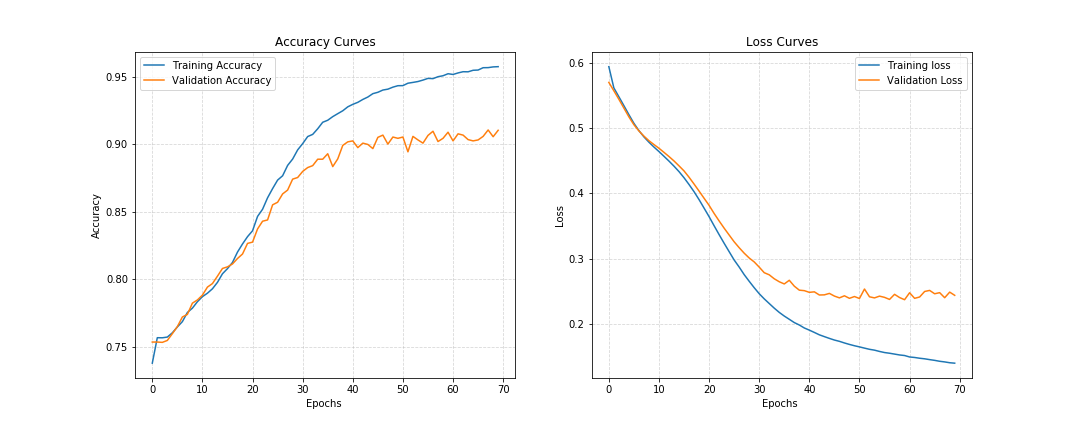 Accuracy Curves
Training Accuracy
Validation Accuracy
0.95
0.90
0.85
0.80
0.75
Accuracy
0 10 20 30 40 50 60 70
Epochs
Loss Curves
Training loss
Validation Loss
0.6
0.5
0.4
0.3
0.2
Loss
0 10 20 30 40 50 60 70
Epochs